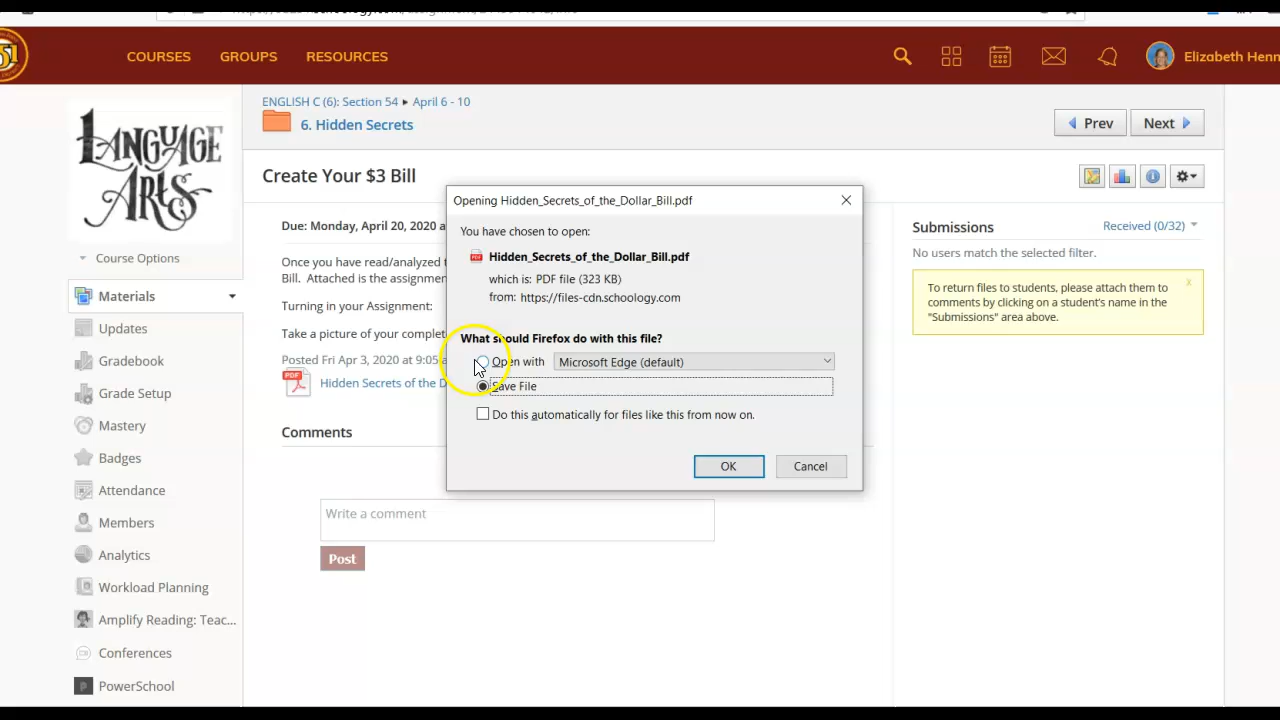 COURSES
GROUPS
RESOURCES
Elizabeth Henn
LANGUAGE
ARTS
Course Options
Materials
Updates
Gradebook
Grade Setup
Mastery
Badges
Attendance
Members
Analytics
Workload Planning
Amplify Reading: Teac...
Conferences
PowerSchool
ENGLISH C (6): Section 54 ▸ April 6 - 10
6. Hidden Secrets
Prev
Next
Create Your $3 Bill
Due: Monday, April 20, 2020 a
Once you have read/analyzed t
Bill. Attached is the assignmen
Turning in your Assignment:
Take a picture of your complet
Posted Fri Apr 3, 2020 at 9:05 a
PDF
Hidden Secrets of the D
Comments
Write a comment
Post
Opening Hidden_Secrets_of_the_Dollar_Bill.pdf
You have chosen to open:
PDF
Hidden_Secrets_of_the_Dollar_Bill.pdf
which is: PDF file (323 KB)
from: https://files-cdn.schoology.com
What should Firefox do with this file?
Open with
Microsoft Edge (default)
Save File
Do this automatically for files like this from now on.
OK
Cancel
Submissions
Received (0/32)
No users match the selected filter.
To return files to students, please attach them to
comments by clicking on a student's name in the
"Submissions" area above.
x